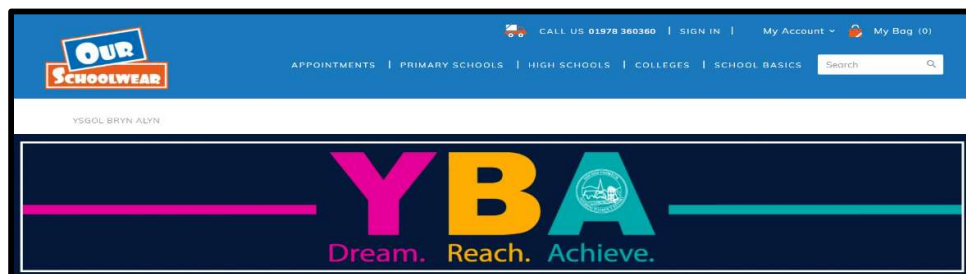 OUR
SCHOOLWEAR
CALL US 01978 360360 | SIGN IN | My Account My Bag (0)
APPOINTMENTS | PRIMARY SCHOOLS | HIGH SCHOOLS | COLLEGES | SCHOOL BASICS Search
YSGOL BRYN ALYN
YBA
Dream. Reach. Achieve.